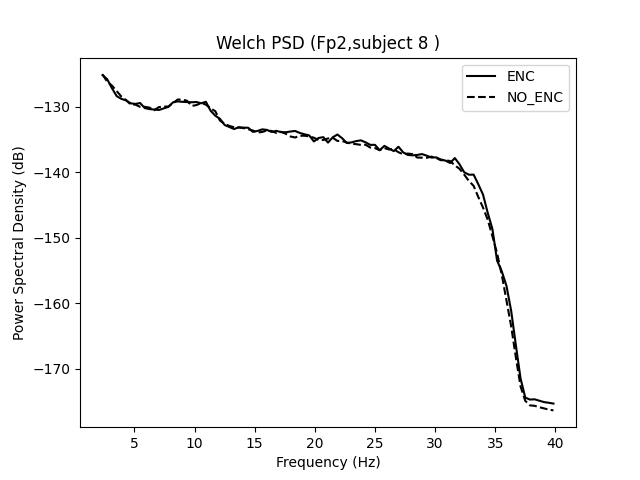 Welch PSD (Fp2,subject 8 )
ENC
NO_ENC
Power Spectral Density (dB)
−130
−140
−150
−160
−170
5 10 15 20 25 30 35 40
Frequency (Hz)